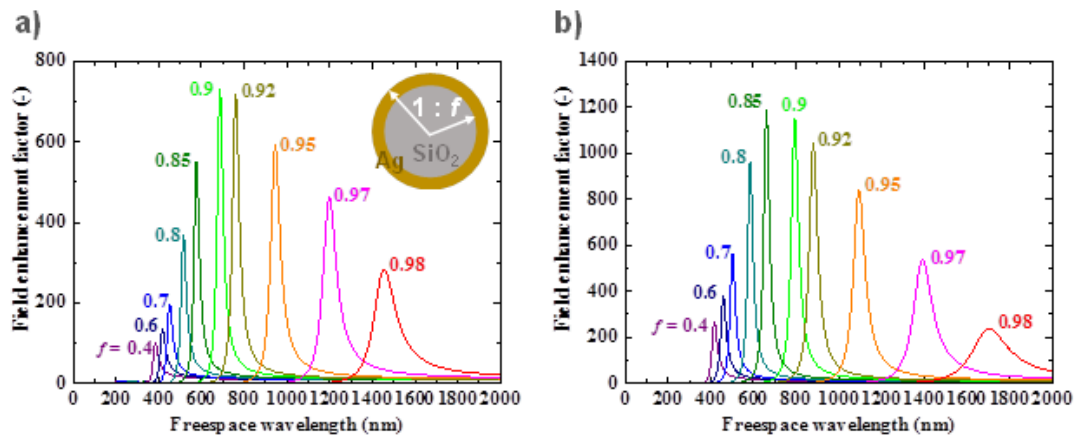 a)
Field enhancement factor (-)
800
600
400
200
0
f = 0.4
0.6
0.7
0.8
0.85
0.9
0.92
0.95
0.97
0.98
1 : f
Ag
SiO2
0 200 400 600 800 1000 1200 1400 1600 1800 2000
Freespace wavelength (nm)
b)
Field enhancement factor (-)
1400
1200
1000
800
600
400
200
0
f = 0.4
0.6
0.7
0.8
0.85
0.9
0.92
0.95
0.97
0.98
0 200 400 600 800 1000 1200 1400 1600 1800 2000
Freespace wavelength (nm)